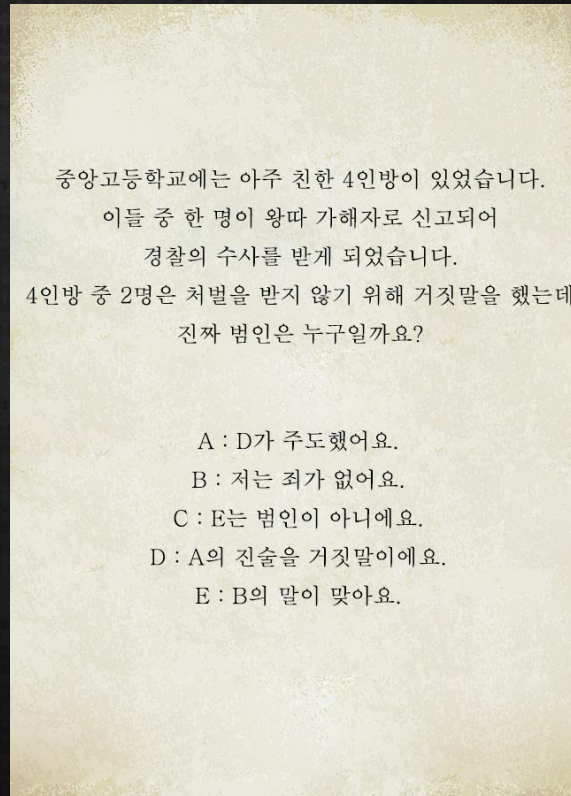 중앙고등학교에는 아주 친한 4인방이 있었습니다.
이들 중 한 명이 왕따 가해자로 신고되어
경찰의 수사를 받게 되었습니다.
4인방 중 2명은 처벌을 받지 않기 위해 거짓말을 했는데
진짜 범인은 누구일까요?
A : D가 주도했어요.
B : 저는 죄가 없어요.
C : E는 범인이 아니에요.
D : A의 진술을 거짓말이에요.
E : B의 말이 맞아요.